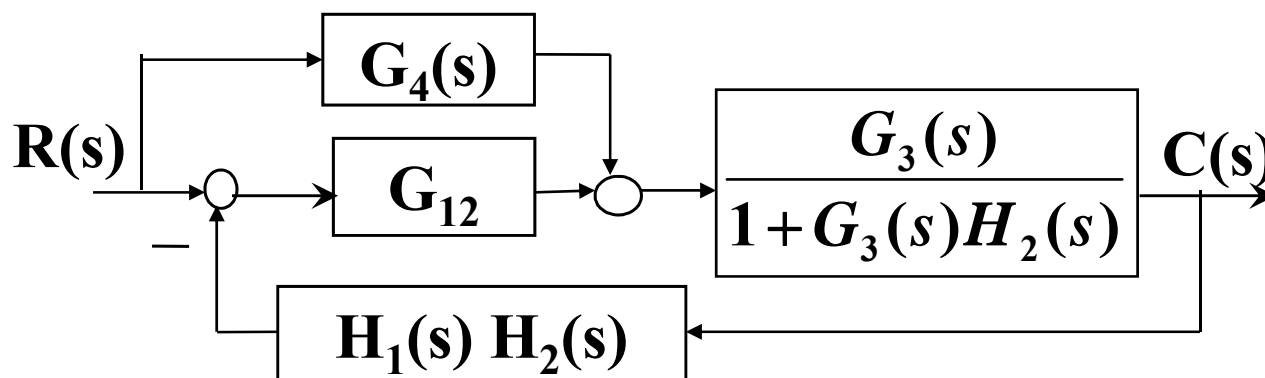 G₄(s)
R(s)
G₁₂
G₃(s)
1+G₃(s)H₂(s)
C(s)
−
H₁(s) H₂(s)